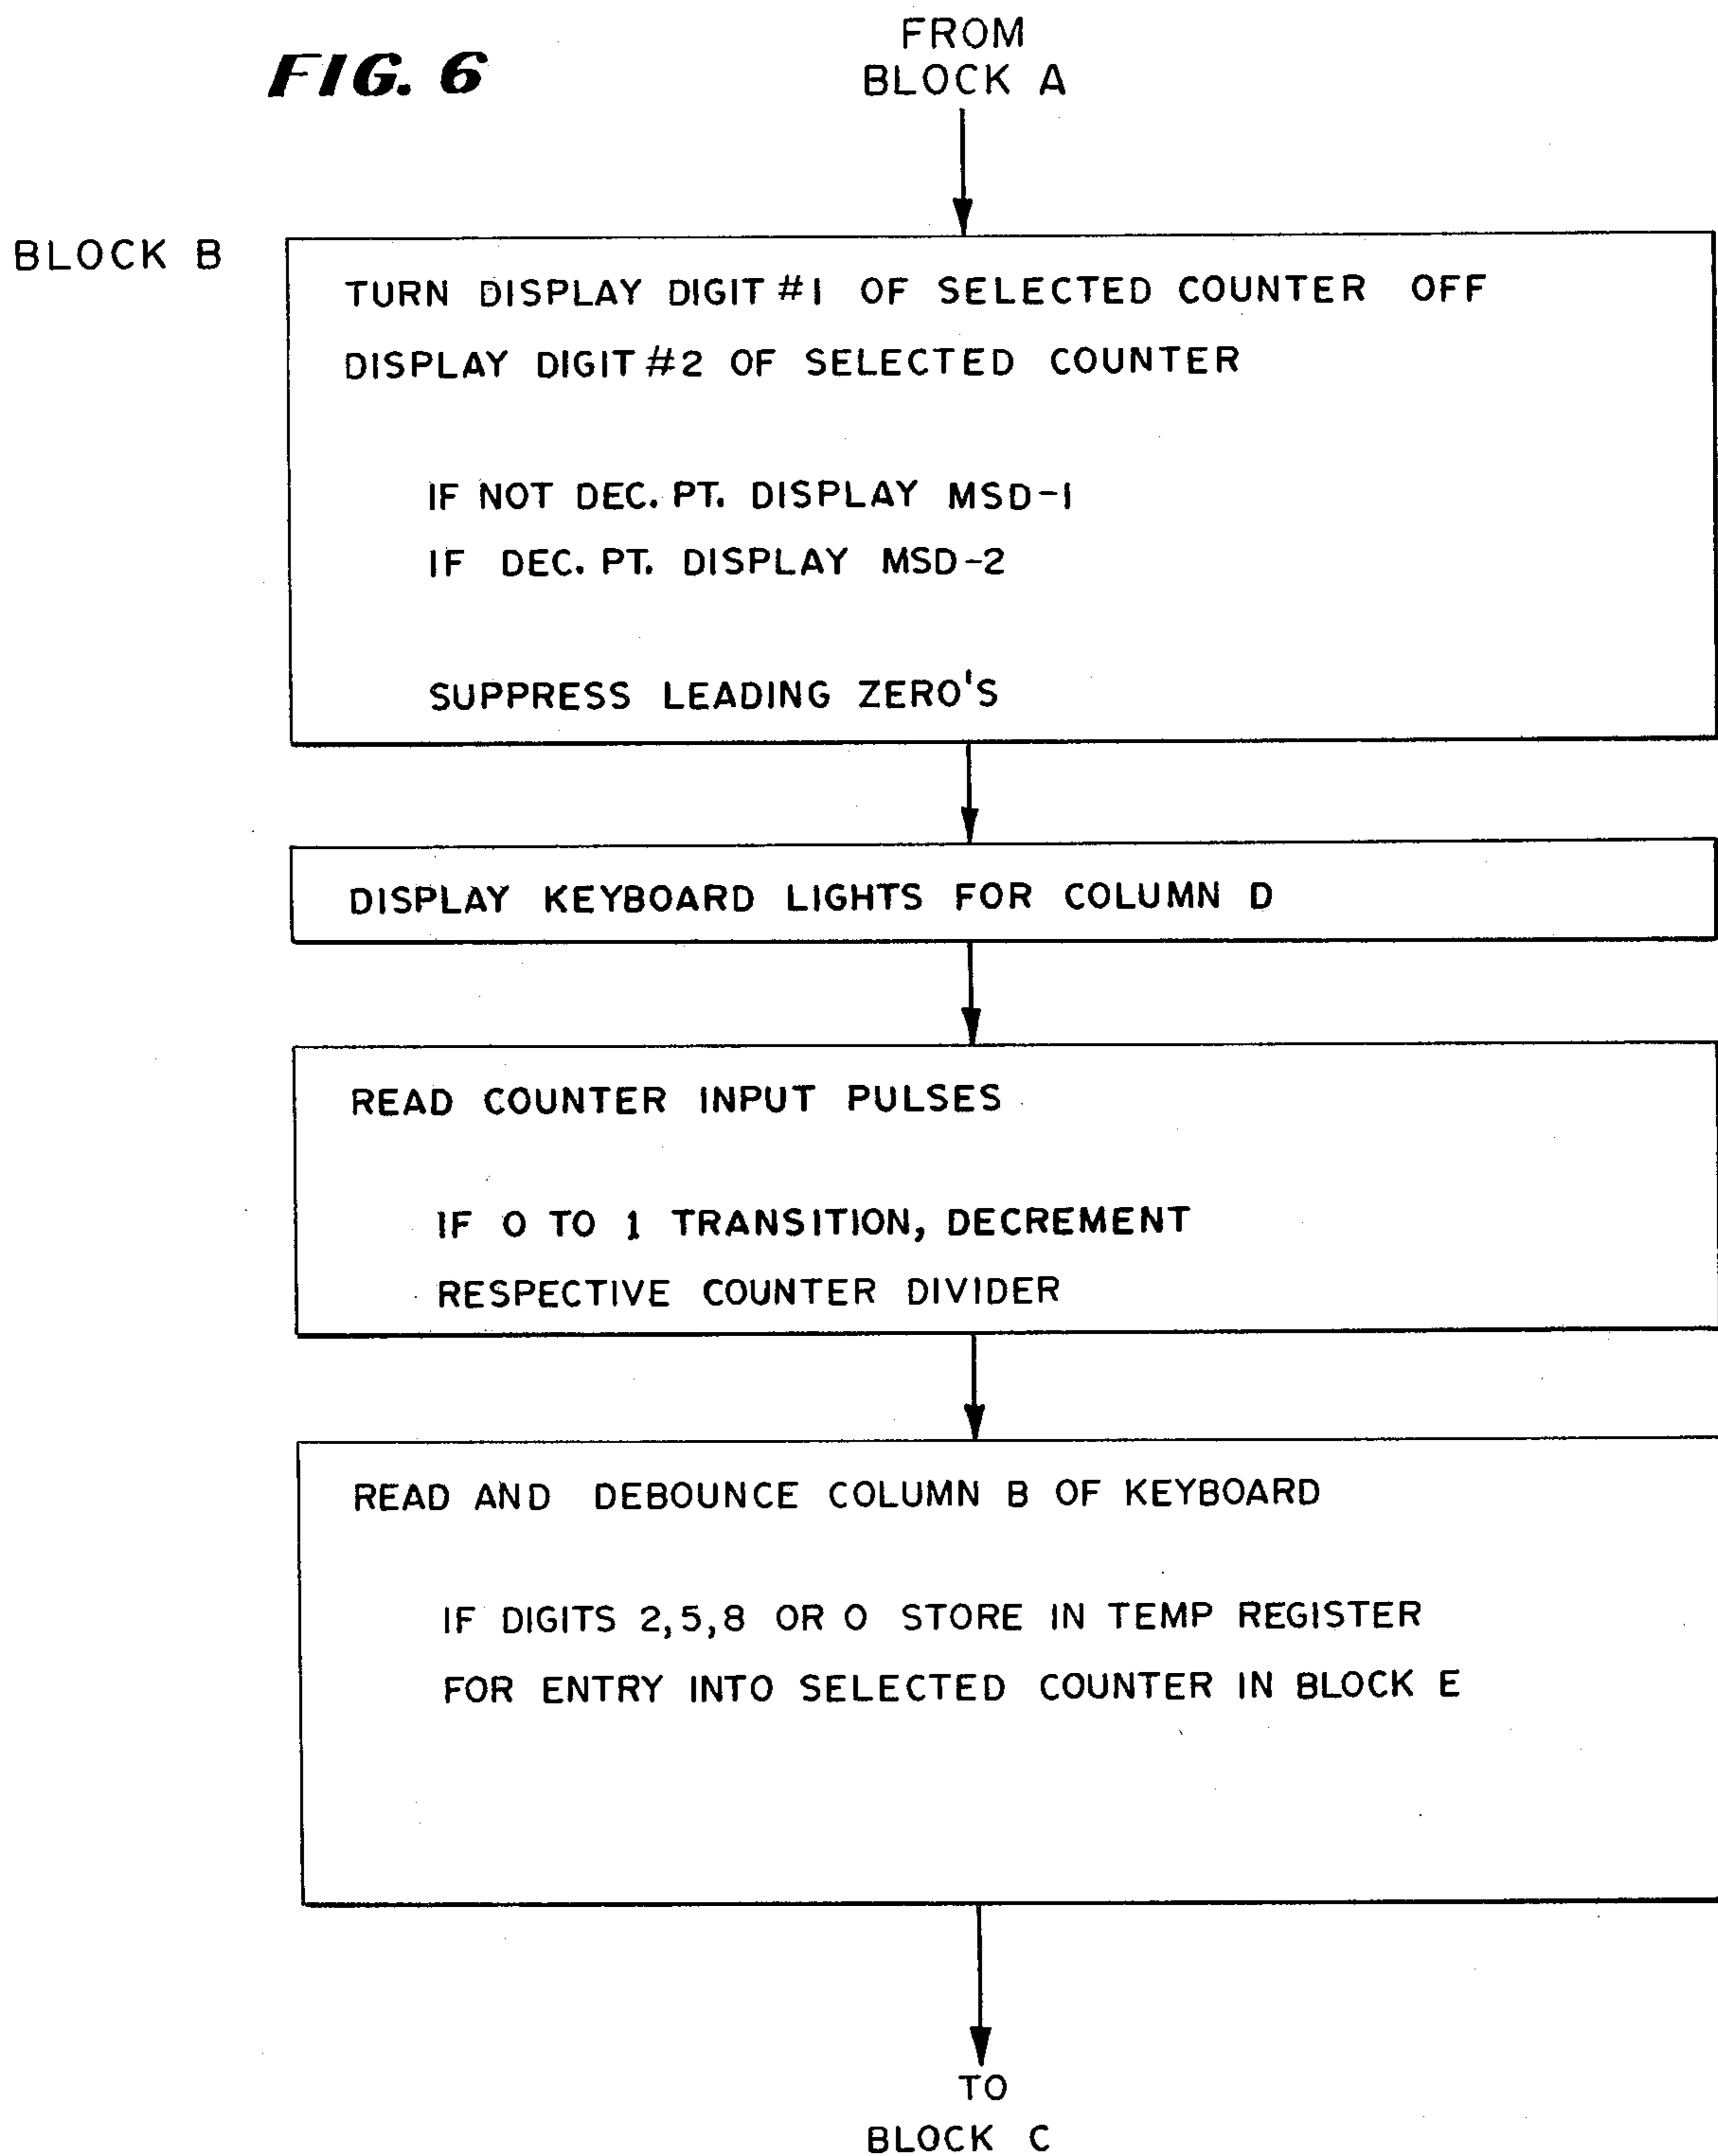 FIG. 6
FROM
BLOCK A
BLOCK B
TURN DISPLAY DIGIT #1 OF SELECTED COUNTER OFF
DISPLAY DIGIT #2 OF SELECTED COUNTER
IF NOT DEC. PT. DISPLAY MSD-1
IF DEC. PT. DISPLAY MSD-2
SUPPRESS LEADING ZERO'S
DISPLAY KEYBOARD LIGHTS FOR COLUMN D
READ COUNTER INPUT PULSES
IF 0 TO 1 TRANSITION, DECREMENT
RESPECTIVE COUNTER DIVIDER
READ AND DEBOUNCE COLUMN B OF KEYBOARD
IF DIGITS 2,5,8 OR 0 STORE IN TEMP REGISTER
FOR ENTRY INTO SELECTED COUNTER IN BLOCK E
TO
BLOCK C